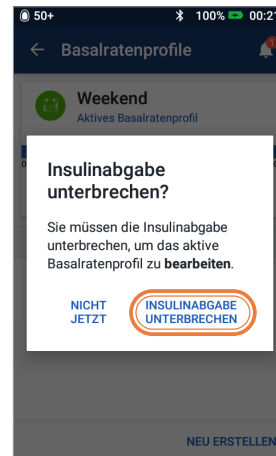 50+ 100% 00:21
Basalratenprofile
Weekend
Aktives Basalratenprofil
Insulinabgabe
unterbrechen?
Sie müssen die Insulinabgabe
unterbrechen, um das aktive
Basalratenprofil zu bearbeiten.
NICHT
JETZT
INSULINABGABE
UNTERBRECHEN
NEU ERSTELLEN